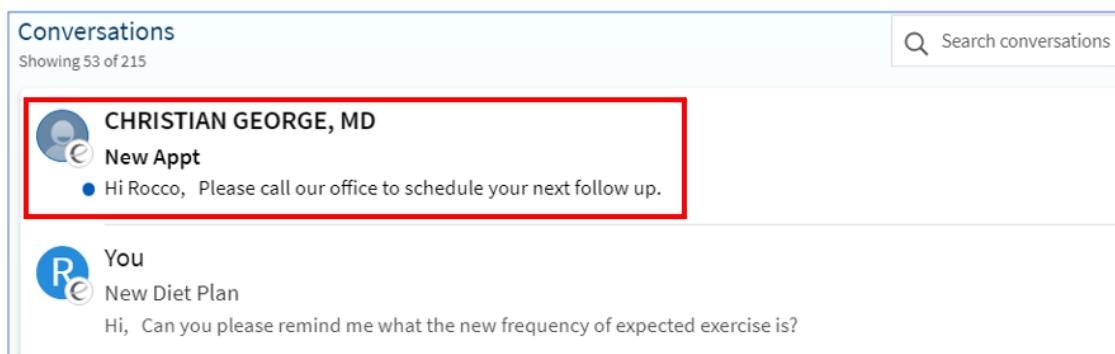 Conversations
Search conversations
Showing 53 of 215
CHRISTIAN GEORGE, MD
New Appt
Hi Rocco, Please call our office to schedule your next follow up.
R
You
New Diet Plan
Hi, Can you please remind me what the new frequency of expected exercise is?